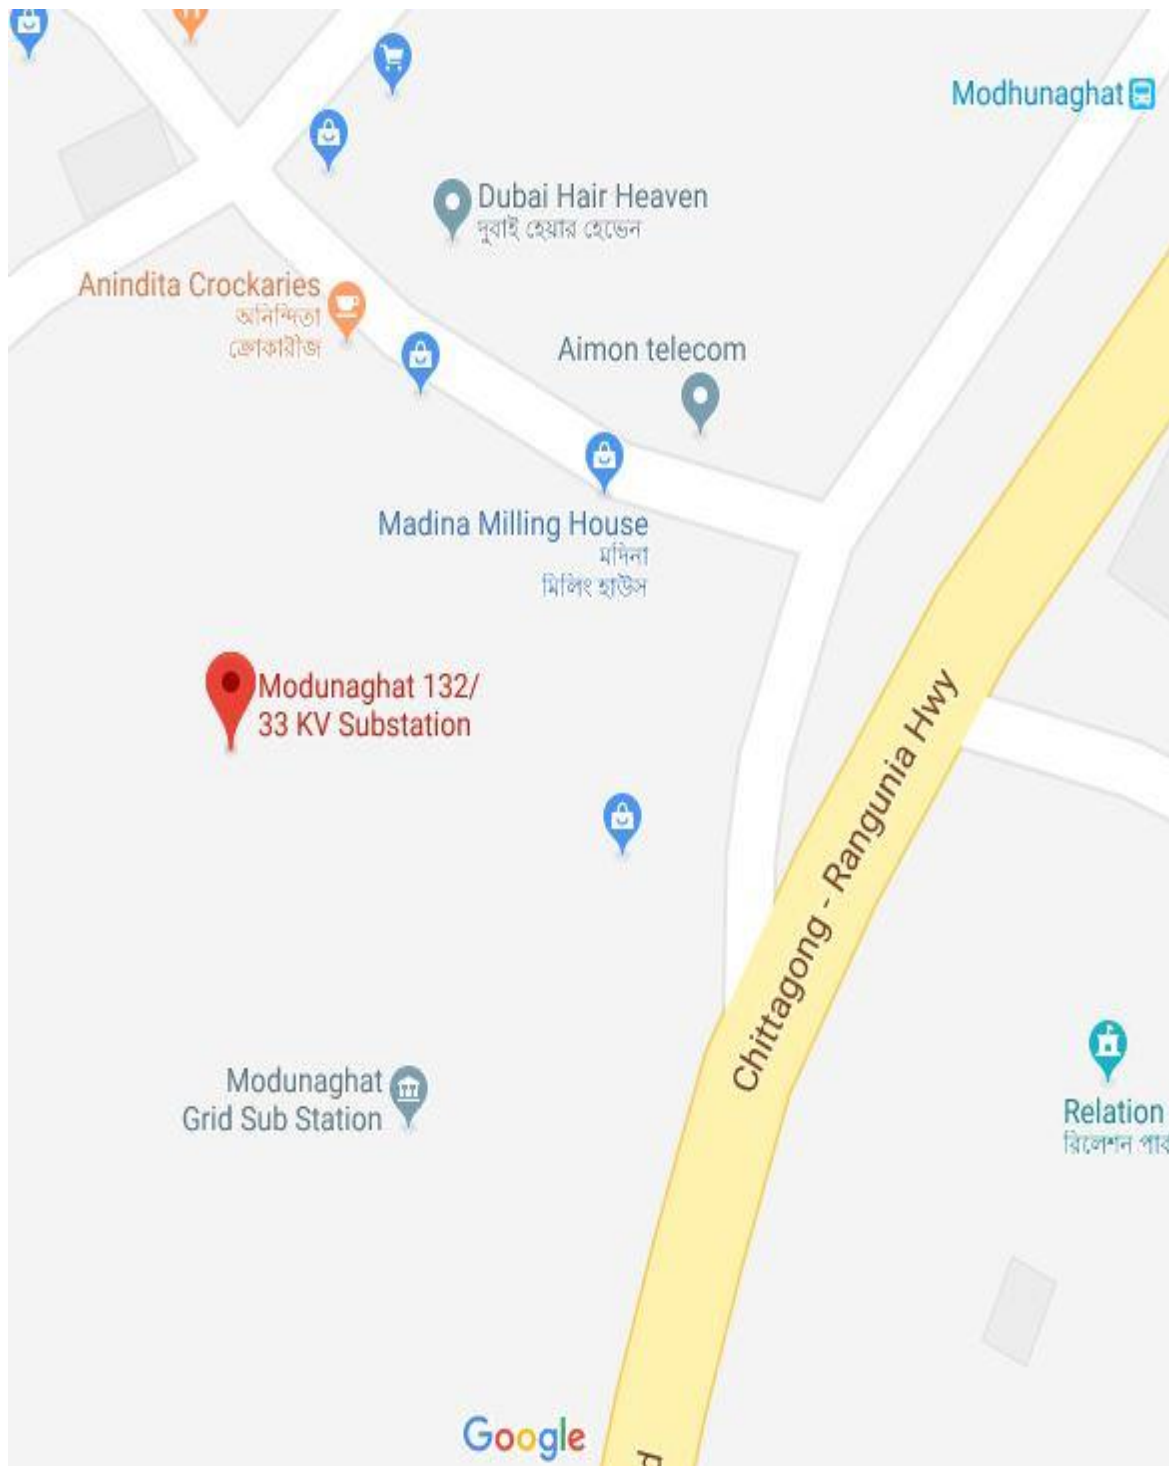 Modhunaghat
Dubai Hair Heaven
দুবাই হেয়ার হেভেন
Anindita Crockaries
অনিন্দিতা
ক্রোকারীজ
Aimon telecom
Madina Milling House
মদিনা
মিলিং হাউস
Modunaghat 132/
33 KV Substation
Chittagong - Rangunia Hwy
Modunaghat
Grid Sub Station
Relation
রিলেশন পার
Google